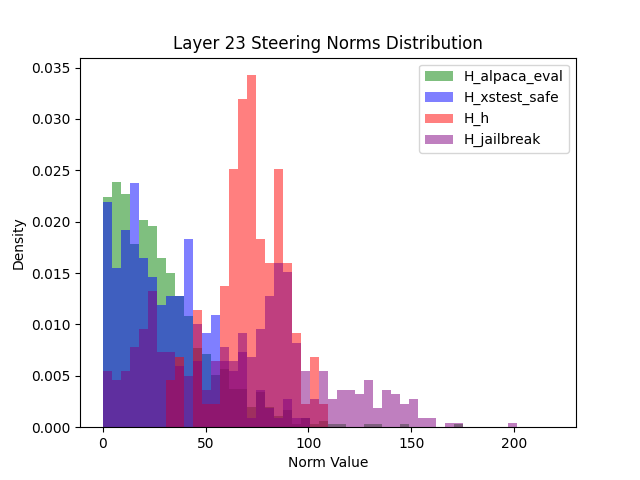 Layer 23 Steering Norms Distribution
H_alpaca_eval
H_xstest_safe
H_h
H_jailbreak
0.035
0.030
0.025
0.020
0.015
0.010
0.005
0.000
Density
0 50 100 150 200
Norm Value